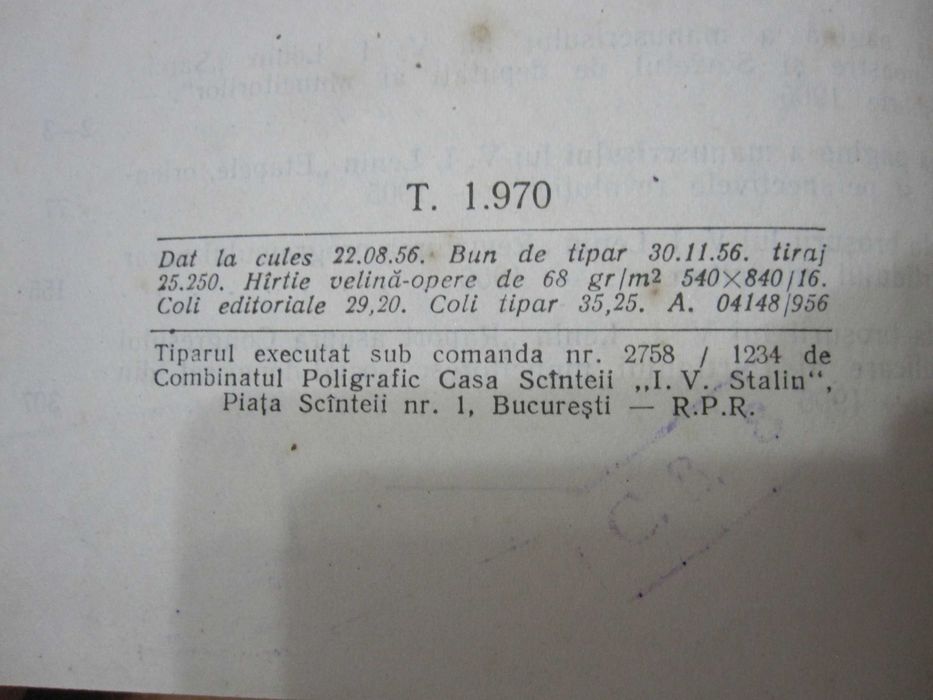 T. 1.970
Dat la cules 22.08.56. Bun de tipar 30.11.56. tiraj
25.250. Hîrtie velină-opere de 68 gr/m2 540×840/16.
Coli editoriale 29,20. Coli tipar 35,25. A. 04148/956
Tiparul executat sub comanda nr. 2758 / 1234 de
Combinatul Poligrafic Casa Scînteii „I. V. Stalin“,
Piața Scînteii nr. 1, București — R.P.R.